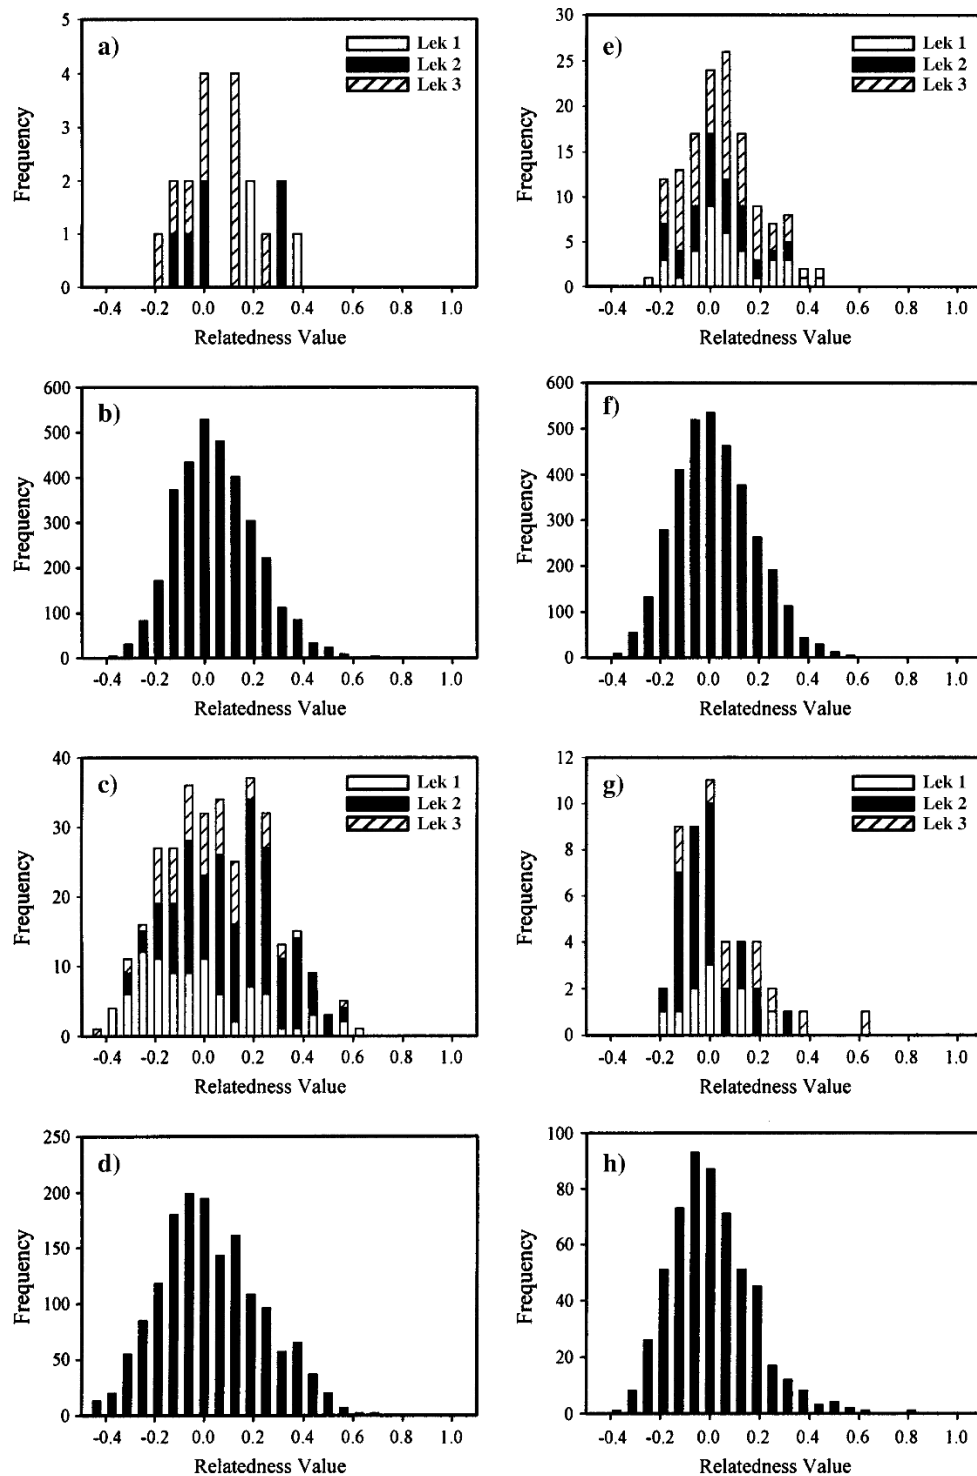 a)
Lek 1
Lek 2
Lek 3
5
4
3
2
1
0
Frequency
-0.4 -0.2 0.0 0.2 0.4 0.6 0.8 1.0
Relatedness Value
e)
Lek 1
Lek 2
Lek 3
30
25
20
15
10
5
0
Frequency
-0.4 -0.2 0.0 0.2 0.4 0.6 0.8 1.0
Relatedness Value
b)
600
500
400
300
200
100
0
Frequency
-0.4 -0.2 0.0 0.2 0.4 0.6 0.8 1.0
Relatedness Value
f)
600
500
400
300
200
100
0
Frequency
-0.4 -0.2 0.0 0.2 0.4 0.6 0.8 1.0
Relatedness Value
c)
Lek 1
Lek 2
Lek 3
40
30
20
10
0
Frequency
-0.4 -0.2 0.0 0.2 0.4 0.6 0.8 1.0
Relatedness Value
g)
Lek 1
Lek 2
Lek 3
12
10
8
6
4
2
0
Frequency
-0.4 -0.2 0.0 0.2 0.4 0.6 0.8 1.0
Relatedness Value
d)
250
200
150
100
50
0
Frequency
-0.4 -0.2 0.0 0.2 0.4 0.6 0.8 1.0
Relatedness Value
h)
100
80
60
40
20
0
Frequency
-0.4 -0.2 0.0 0.2 0.4 0.6 0.8 1.0
Relatedness Value